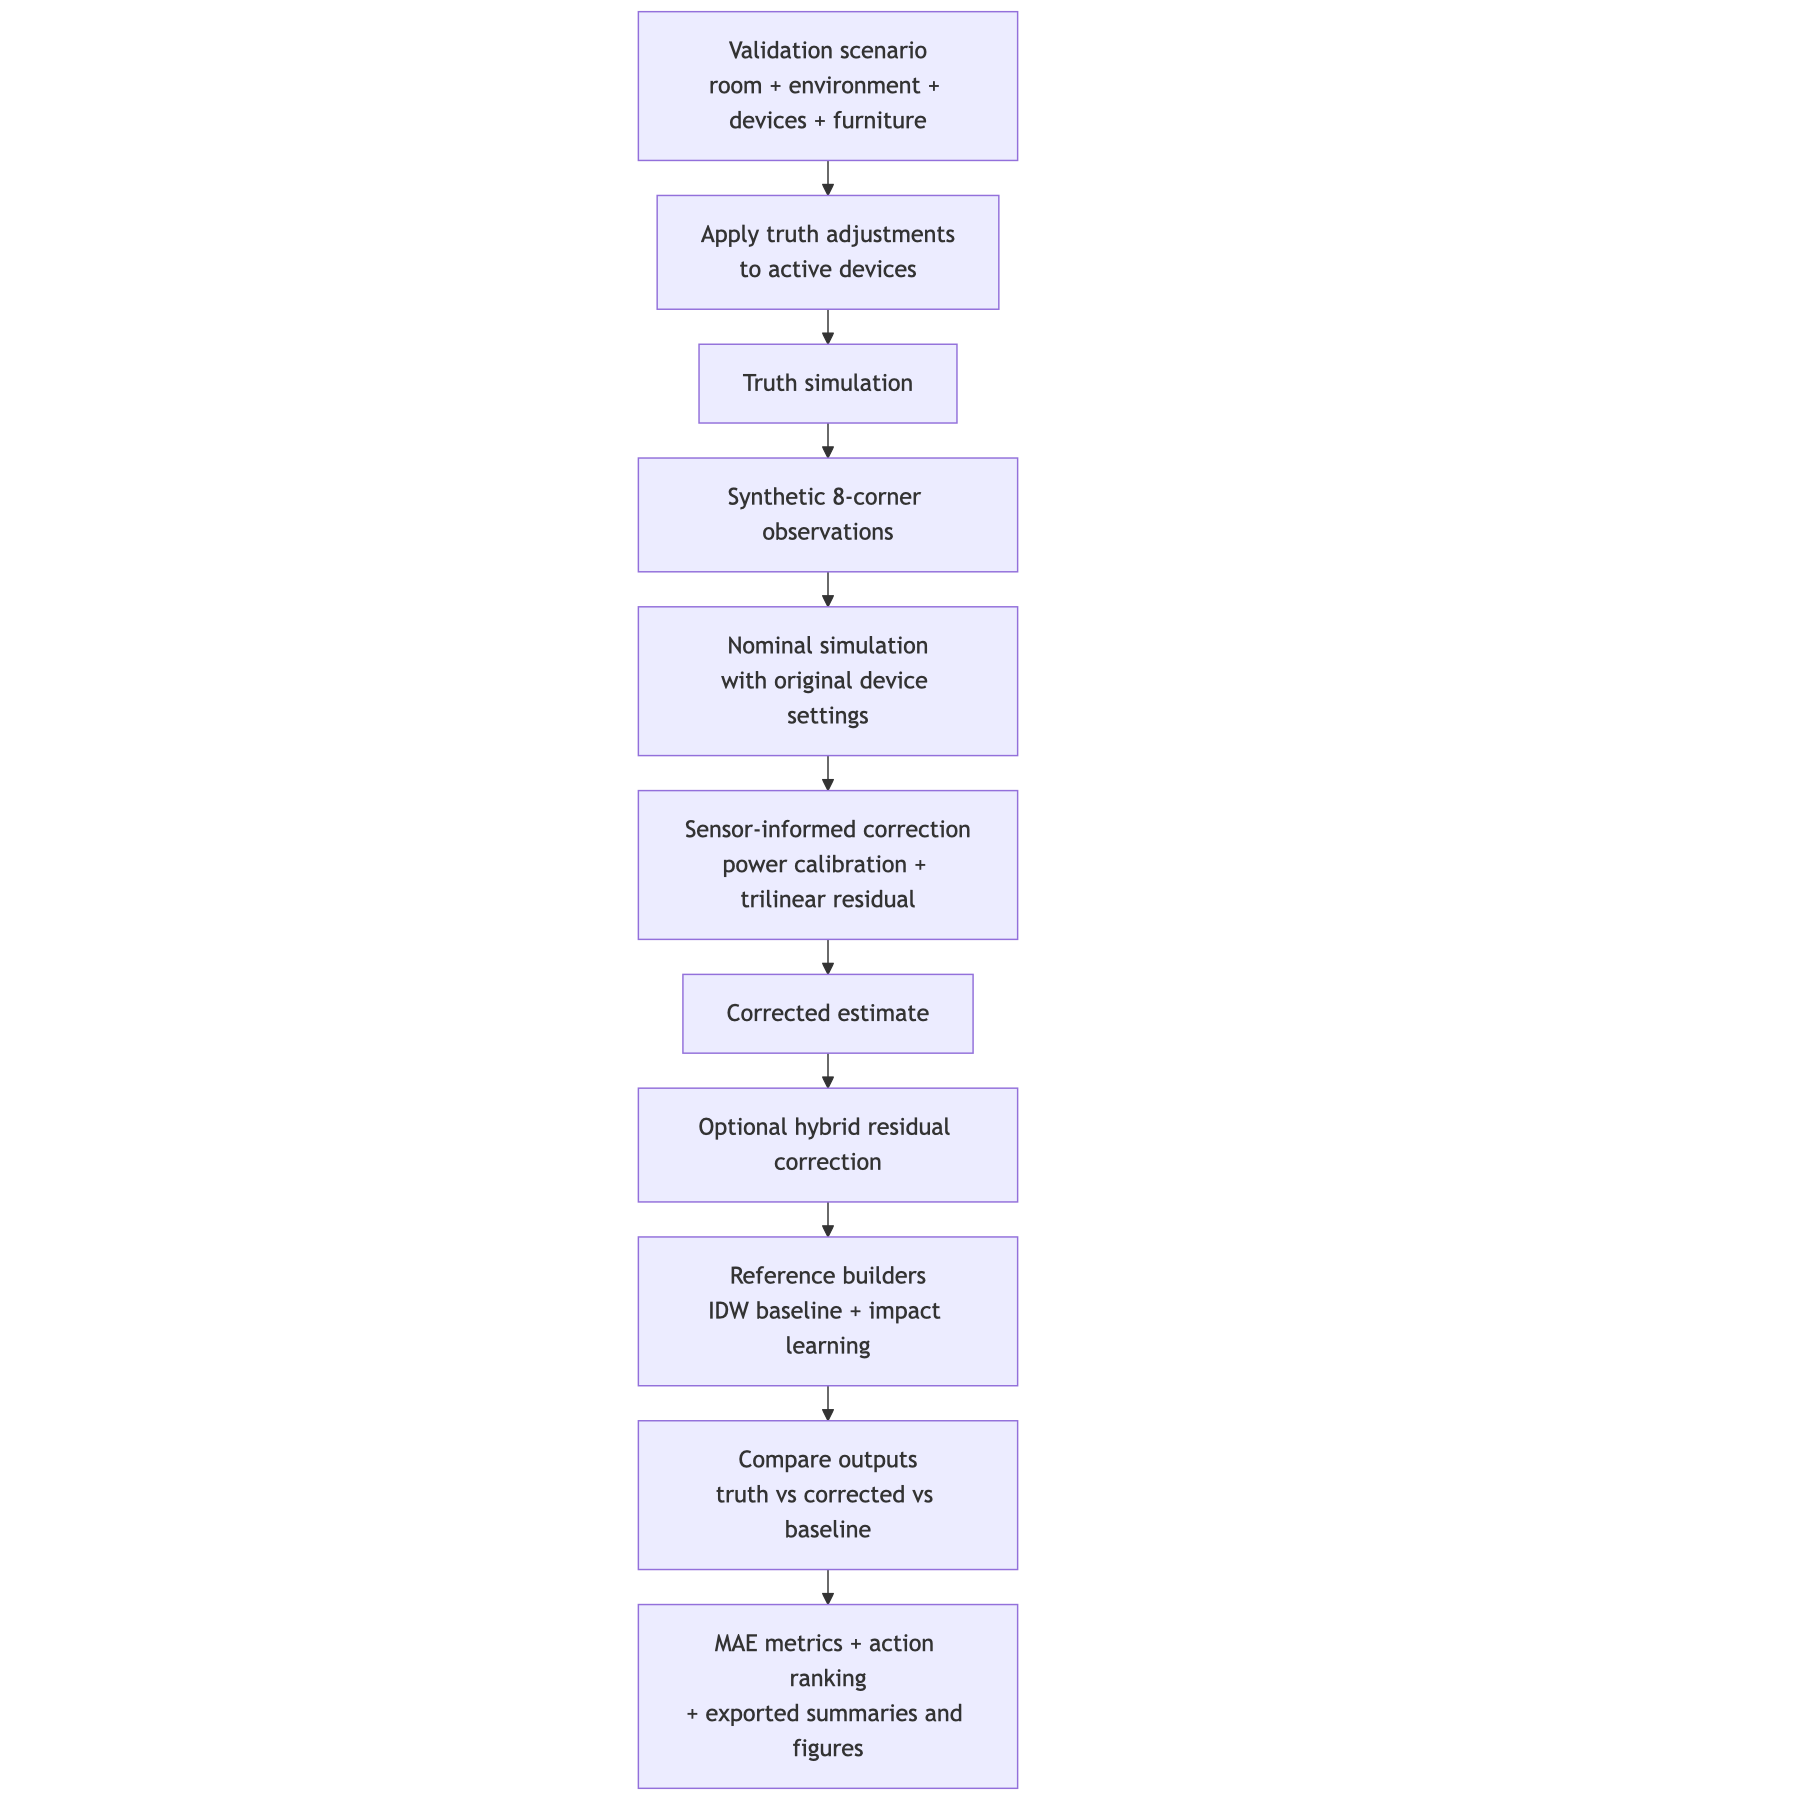 Validation scenario
room + environment +
devices + furniture
Apply truth adjustments
to active devices
Truth simulation
Synthetic 8-corner
observations
Nominal simulation
with original device
settings
Sensor-informed correction
power calibration +
trilinear residual
Corrected estimate
Optional hybrid residual
correction
Reference builders
IDW baseline + impact
learning
Compare outputs
truth vs corrected vs
baseline
MAE metrics + action
ranking
+ exported summaries and
figures